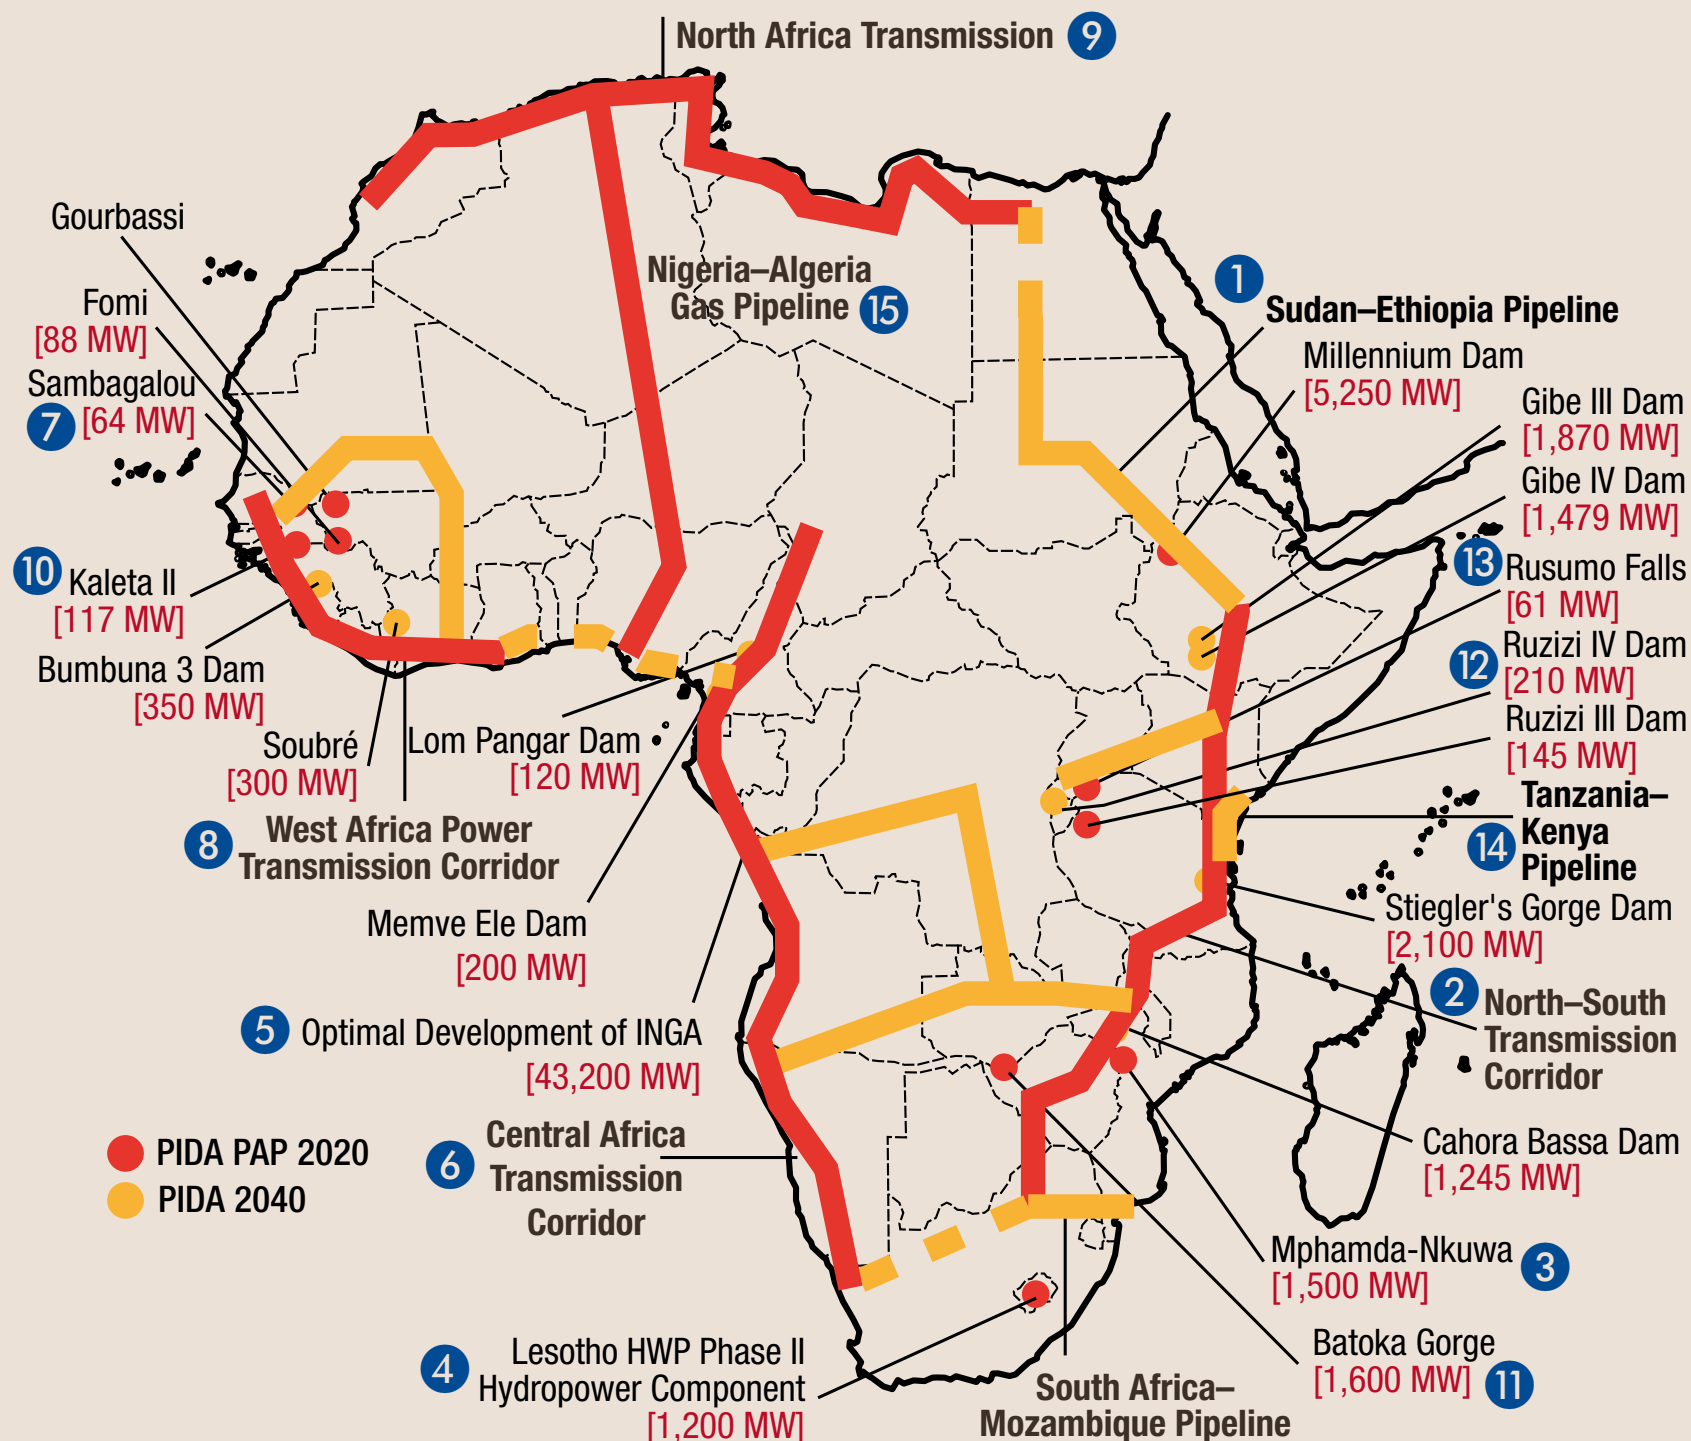 North Africa Transmission 9
Gourbassi
Nigeria–Algeria
Gas Pipeline 15
1
Sudan–Ethiopia Pipeline
Fomi
[88 MW]
Millennium Dam
[5,250 MW]
Sambagalou
7 [64 MW]
Gibe III Dam
[1,870 MW]
Gibe IV Dam
[1,479 MW]
10 Kaleta II
[117 MW]
13 Rusumo Falls
[61 MW]
Bumbuna 3 Dam
[350 MW]
12 Ruzizi IV Dam
[210 MW]
Soubré
[300 MW]
Lom Pangar Dam
[120 MW]
Ruzizi III Dam
[145 MW]
8 West Africa Power
Transmission Corridor
14 Tanzania–
Kenya
Pipeline
Memve Ele Dam
[200 MW]
Stiegler's Gorge Dam
[2,100 MW]
5 Optimal Development of INGA
[43,200 MW]
2 North–South
Transmission
Corridor
PIDA PAP 2020
PIDA 2040
6 Central Africa
Transmission
Corridor
Cahora Bassa Dam
[1,245 MW]
Mphamda-Nkuwa 3
[1,500 MW]
4 Lesotho HWP Phase II
Hydropower Component
[1,200 MW]
Batoka Gorge
[1,600 MW] 11
South Africa–
Mozambique Pipeline